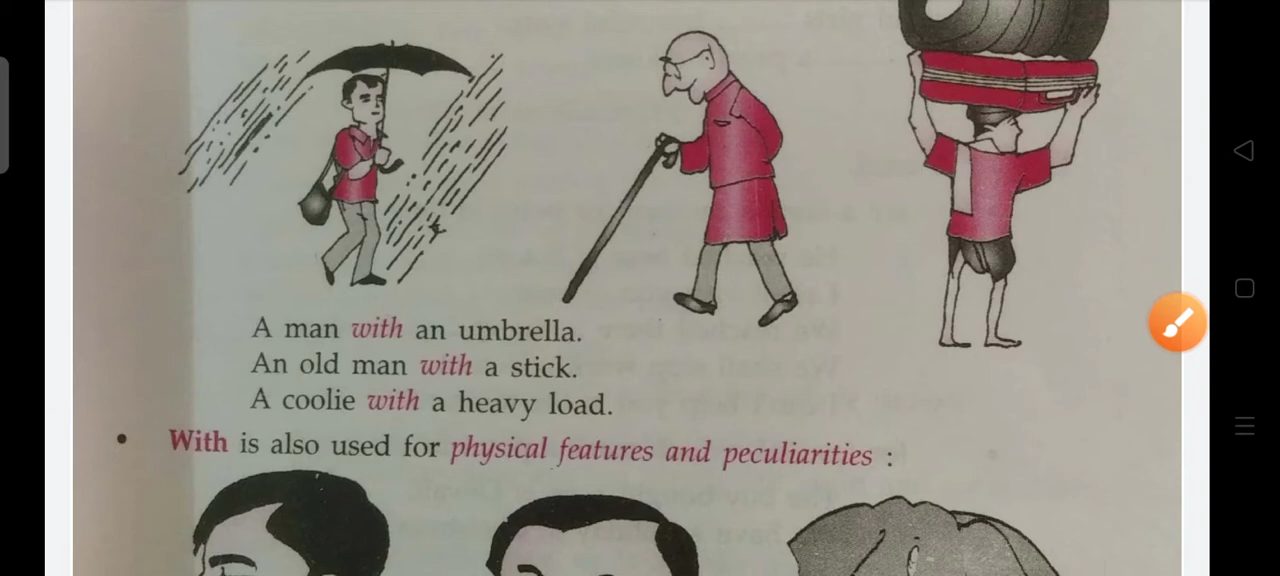 A man with an umbrella.
An old man with a stick.
A coolie with a heavy load.
• With is also used for physical features and peculiarities :